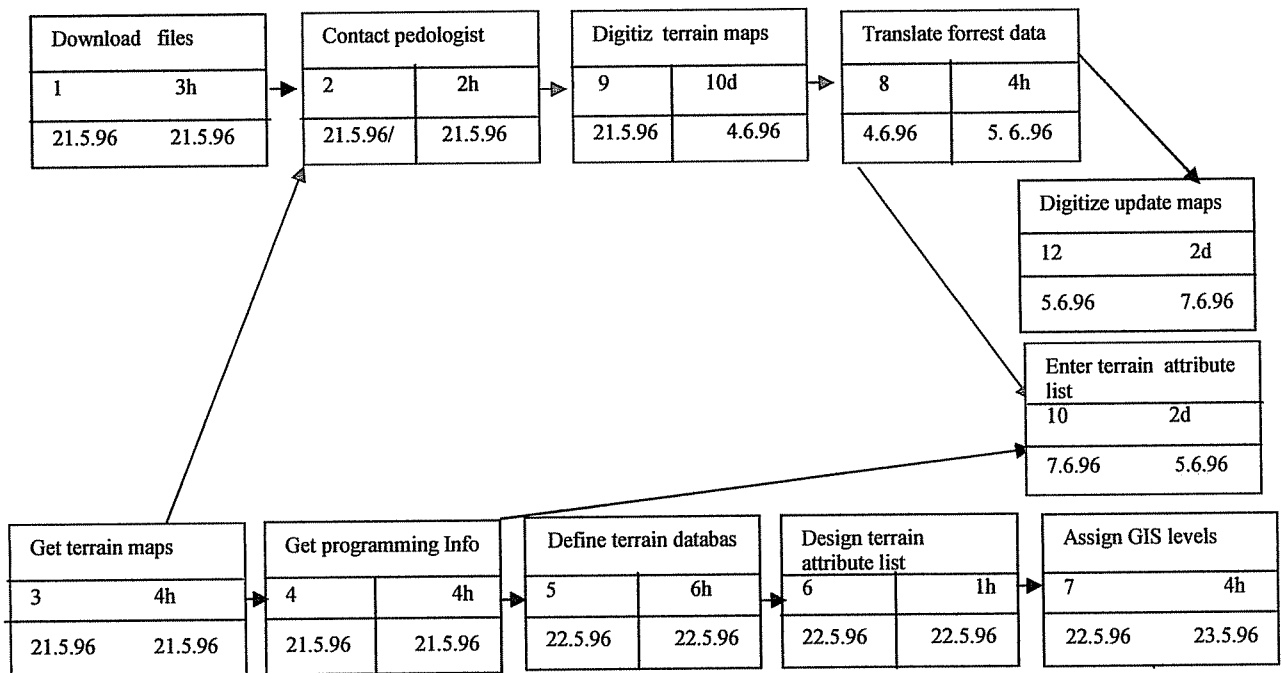 Download files
1 3h
21.5.96 21.5.96
Contact pedologist
2 2h
21.5.96/ 21.5.96
Digitiz terrain maps
9 10d
21.5.96 4.6.96
Translate forrest data
8 4h
4.6.96 5. 6..96
Digitize update maps
12 2d
5.6.96 7.6.96
Enter terrain attribute
list
10 2d
7.6.96 5.6.96
Get terrain maps
3 4h
21.5.96 21.5.96
Get programming Info
4 4h
21.5.96 21.5.96
Define terrain databas
5 6h
22.5.96 22.5.96
Design terrain
attribute list
6 1h
22.5.96 22.5.96
Assign GIS levels
7 4h
22.5.96 23.5.96